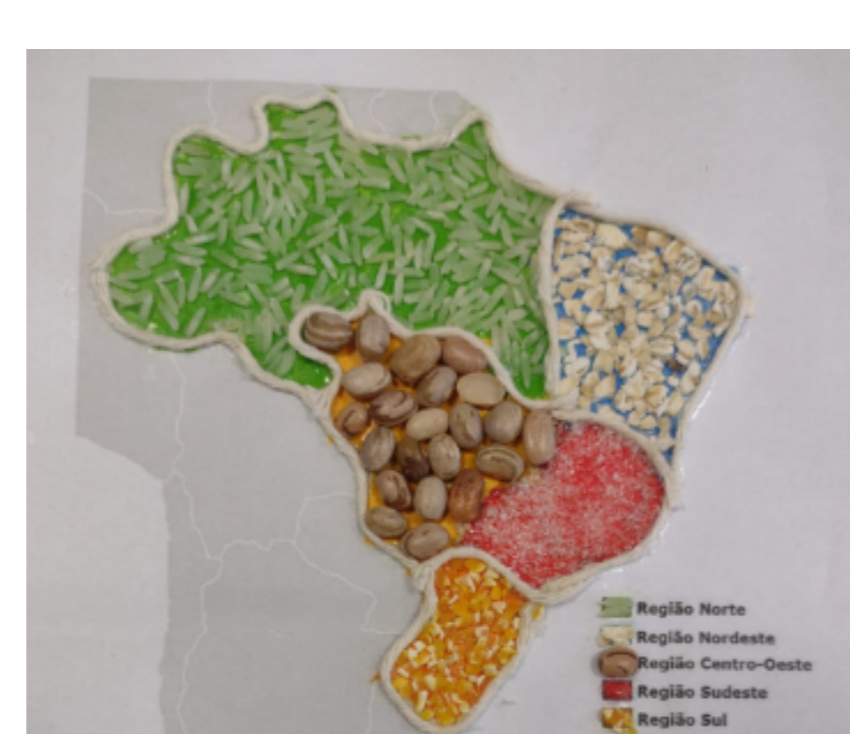 Região Norte
Região Nordeste
Região Centro-Oeste
Região Sudeste
Região Sul